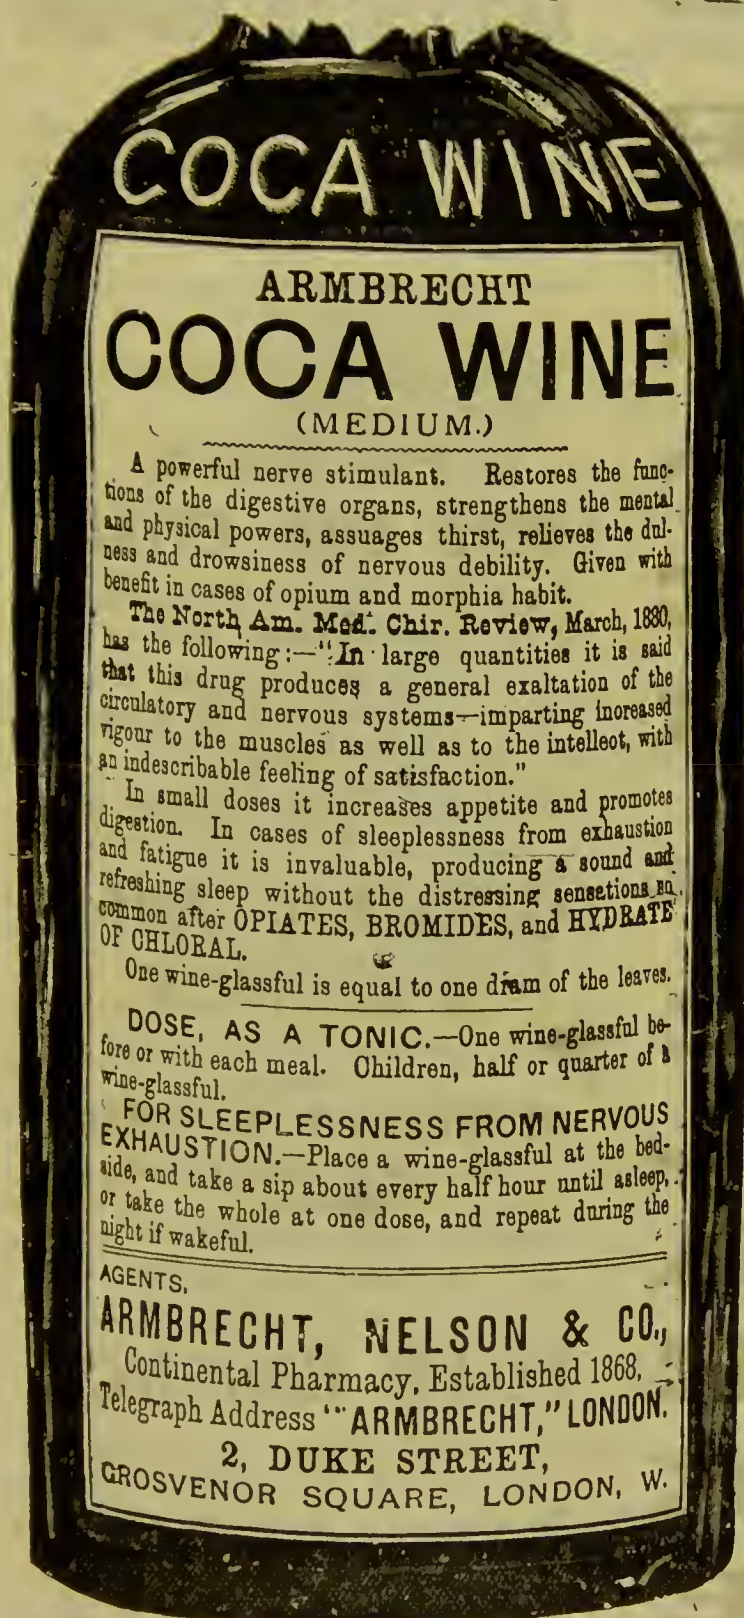 COCA WINE
ARMBRECHT
COCA WINE
(MEDIUM.)
A powerful nerve stimulant. Restores the func-
tions of the digestive organs, strengthens the mental
and physical powers, assuages thirst, relieves the dul-
ness and drowsiness of nervous debility. Given with
benefit in cases of opium and morphia habit.
The North Am. Med. Chir. Review, March, 1880,
has the following:—"In large quantities it is said
that this drug produces a general exaltation of the
circulatory and nervous systems—imparting increased
vigour to the muscles as well as to the intellect, with
an indescribable feeling of satisfaction."
In small doses it increases appetite and promotes
digestion. In cases of sleeplessness from exhaustion
and fatigue it is invaluable, producing a sound and
refreshing sleep without the distressing sensations so
common after OPIATES, BROMIDES, and HYDRATE
OF CHLORAL.
One wine-glassful is equal to one dram of the leaves.
DOSE, AS A TONIC.—One wine-glassful be-
fore or with each meal. Children, half or quarter of a
wine-glassful.
FOR SLEEPLESSNESS FROM NERVOUS
EXHAUSTION.—Place a wine-glassful at the bed-
side, and take a sip about every half hour until asleep,
or take the whole at one dose, and repeat during the
night if wakeful.
AGENTS,
ARMBRECHT, NELSON & CO.,
Continental Pharmacy, Established 1868,
Telegraph Address "ARMBRECHT," LONDON.
2, DUKE STREET,
GROSVENOR SQUARE, LONDON, W.